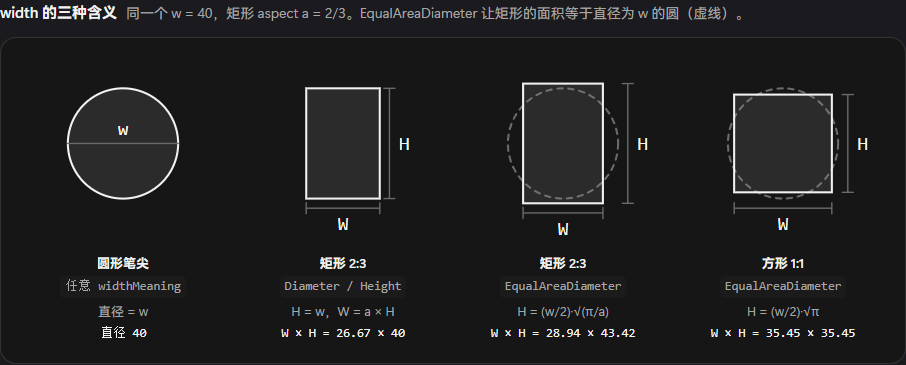 width 的三种含义 同一个 w = 40，矩形 aspect a = 2/3。EqualAreaDiameter 让矩形的面积等于直径为 w 的圆（虚线）。
w
H
W
H
W
H
W
圆形笔尖
任意 widthMeaning
直径 = w
直径 40
矩形 2:3
Diameter / Height
H = w，W = a × H
W × H = 26.67 × 40
矩形 2:3
EqualAreaDiameter
H = (w/2)·√(π/a)
W × H = 28.94 × 43.42
方形 1:1
EqualAreaDiameter
H = (w/2)·√π
W × H = 35.45 × 35.45